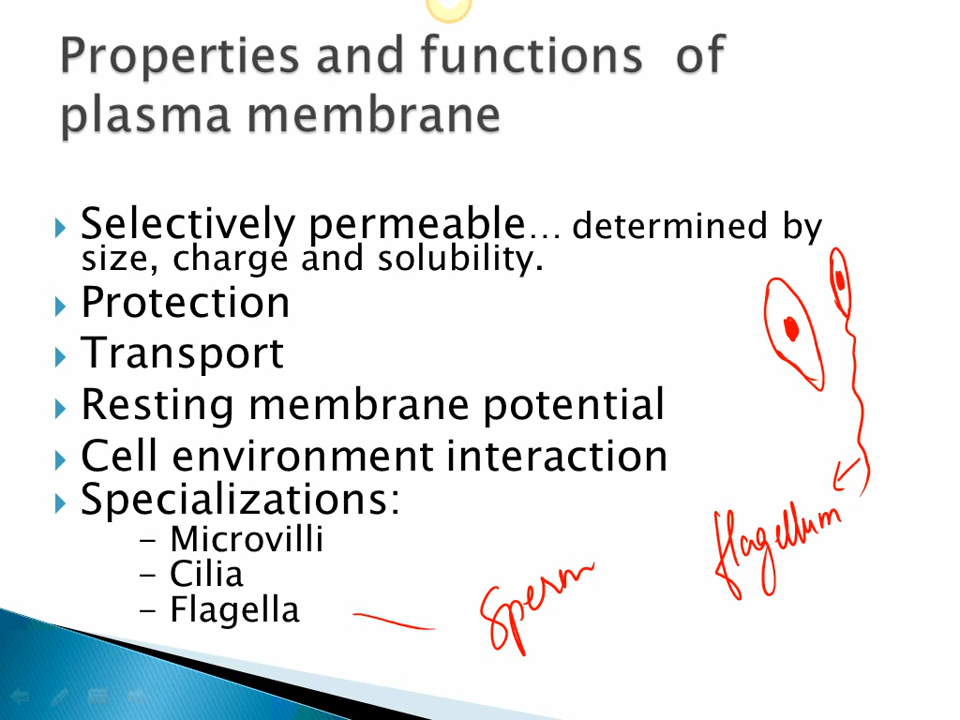 Properties and functions of
plasma membrane
Selectively permeable... determined by
size, charge and solubility.
Protection
Transport
Resting membrane potential
Cell environment interaction
Specializations:
– Microvilli
– Cilia
– Flagella
Sperm
flagellum